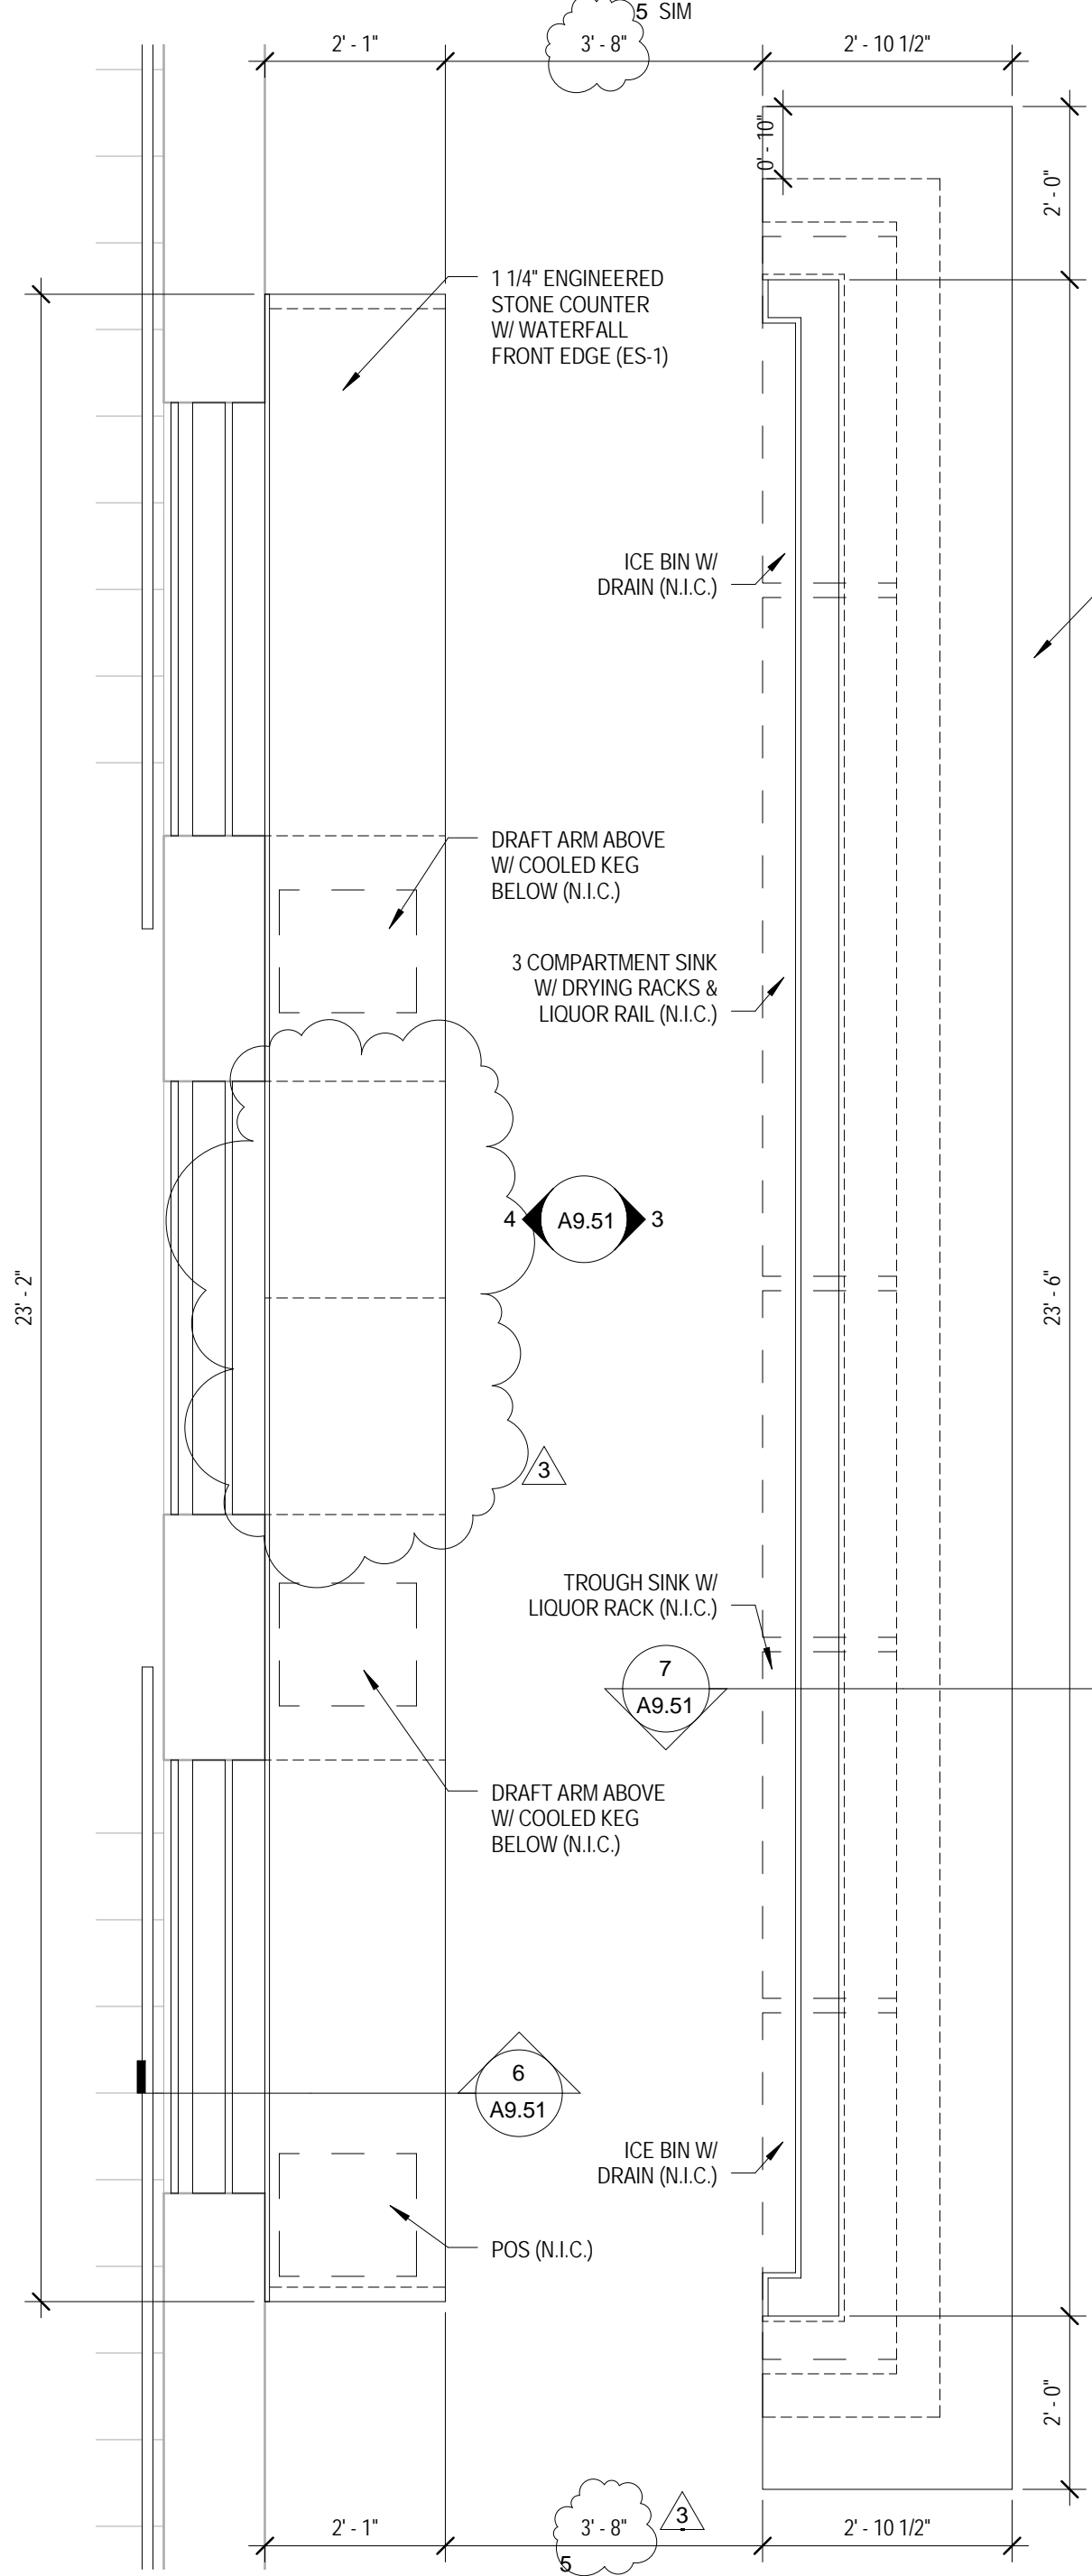 5 SIM
2' - 1"
3' - 8"
2' - 10 1/2"
0' - 10"
2' - 0"
1 1/4" ENGINEERED
STONE COUNTER
W/ WATERFALL
FRONT EDGE (ES-1)
ICE BIN W/
DRAIN (N.I.C.)
DRAFT ARM ABOVE
W/ COOLED KEG
BELOW (N.I.C.)
3 COMPARTMENT SINK
W/ DRYING RACKS &
LIQUOR RAIL (N.I.C.)
4
A9.51
3
23' - 2"
23' - 6"
3
TROUGH SINK W/
LIQUOR RACK (N.I.C.)
7
A9.51
DRAFT ARM ABOVE
W/ COOLED KEG
BELOW (N.I.C.)
6
A9.51
ICE BIN W/
DRAIN (N.I.C.)
POS (N.I.C.)
2' - 0"
3
2' - 1"
3' - 8"
2' - 10 1/2"
5